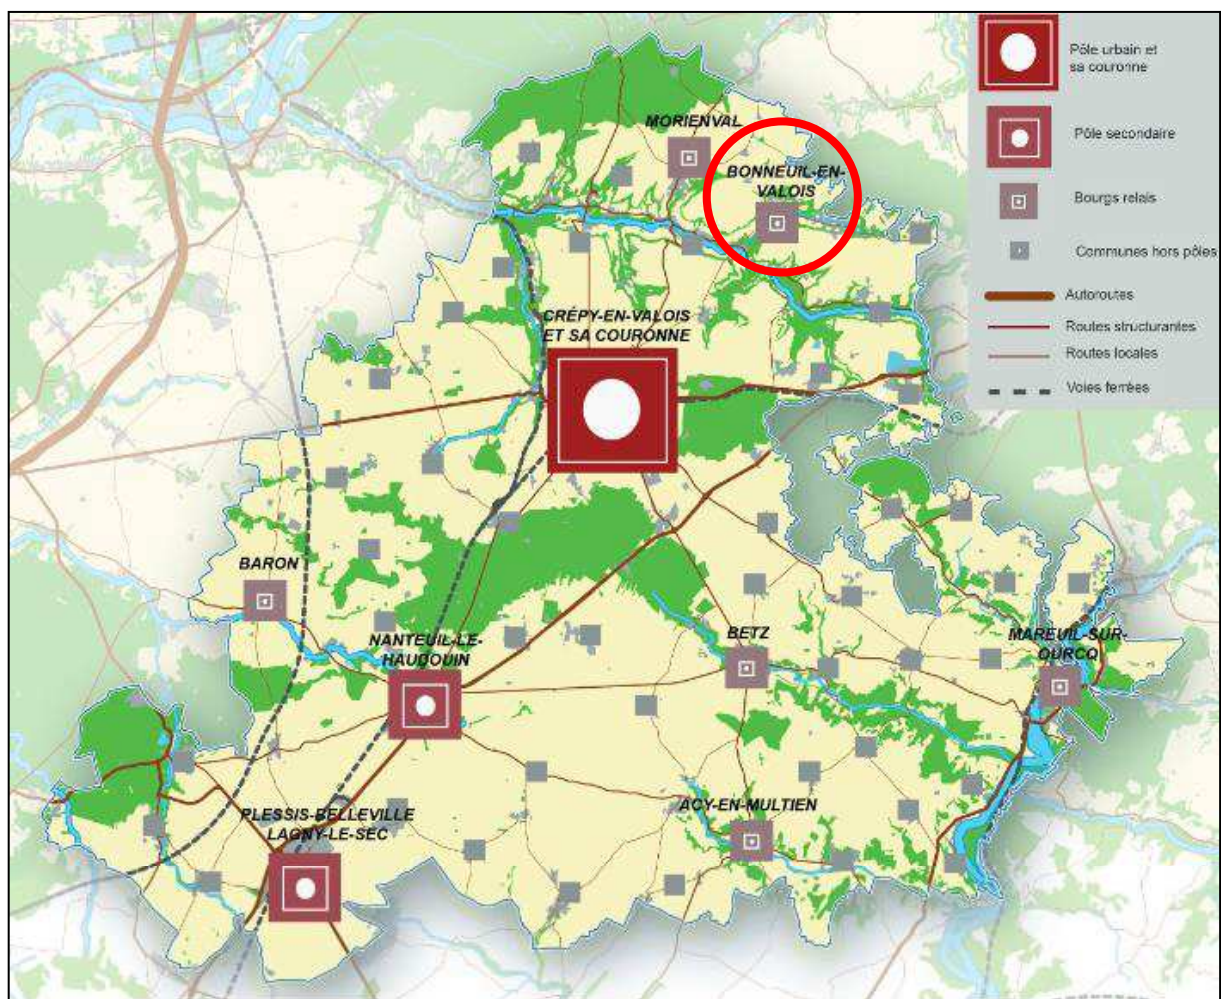 Pôle urbain et
sa couronne
Pôle secondaire
Bourgs relais
Communes hors pôles
Autoroutes
Routes structurantes
Routes locales
Voies ferrées
MORIENVAL
BONNEUIL-EN-
VALOIS
CRÉPY-EN-VALOIS
ET SA COURONNE
BARON
NANTEUIL-LE-
HAUDOUIN
BETZ
MAREUIL-SUR-
OURCQ
PLESSIS-BELLEVILLE
LAGNY-LE-SEC
ACY-EN-MULTIEN